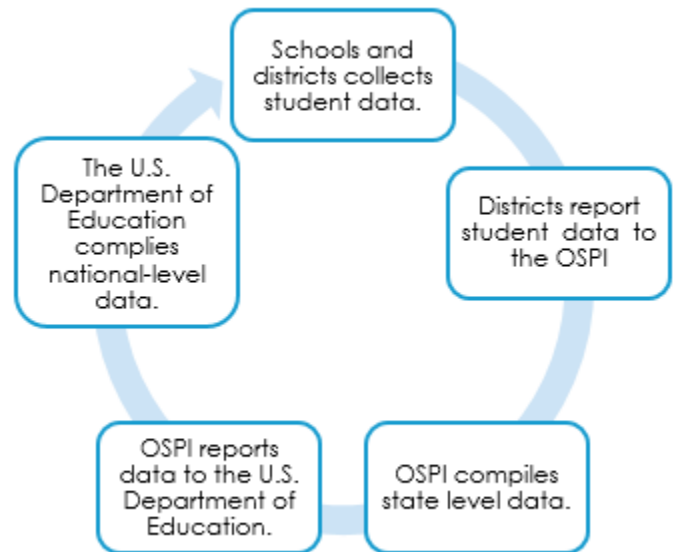 Schools and
districts collects
student data.
Districts report
student data to
the OSPI
OSPI compiles
state level data.
OSPI reports
data to the U.S.
Department of
Education.
The U.S.
Department of
Education
complies
national-level
data.